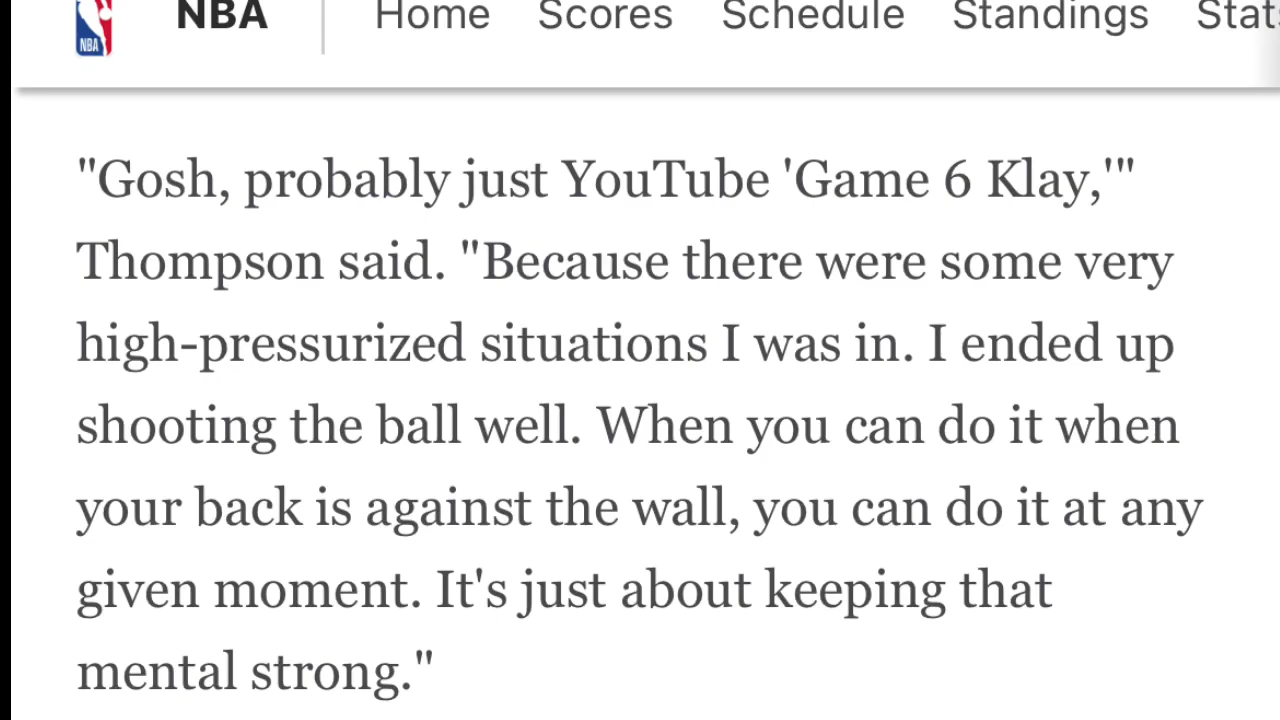 NBA NBA Home Scores Schedule Standings Stats
"Gosh, probably just YouTube 'Game 6 Klay,'"
Thompson said. "Because there were some very
high-pressurized situations I was in. I ended up
shooting the ball well. When you can do it when
your back is against the wall, you can do it at any
given moment. It's just about keeping that
mental strong."